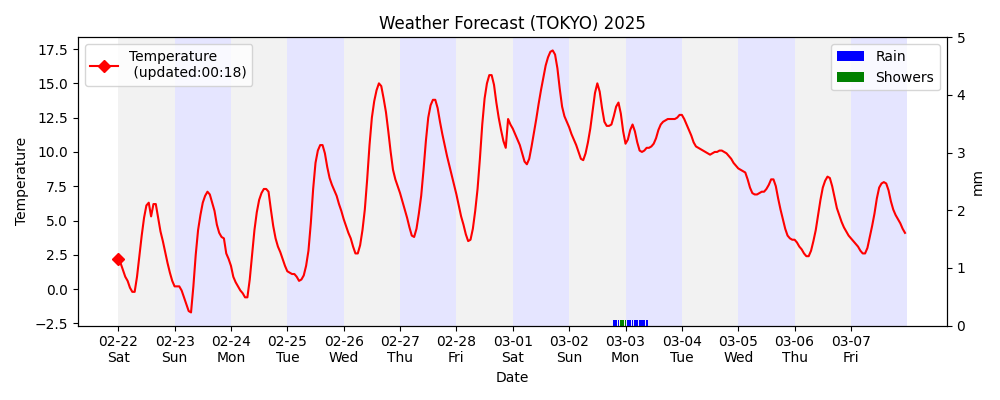 Weather Forecast (TOKYO) 2025
Temperature
(updated:00:18)
Rain
Showers
Temperature
17.5
15.0
12.5
10.0
7.5
5.0
2.5
0.0
−2.5
5
4
3
2
1
0
mm
02-22 02-23 02-24 02-25 02-26 02-27 02-28 03-01 03-02 03-03 03-04 03-05 03-06 03-07
Sat Sun Mon Tue Wed Thu Fri Sat Sun Mon Tue Wed Thu Fri
Date